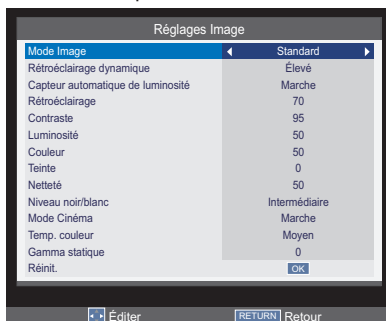 Réglages Image
Mode Image Standard
Rétroéclairage dynamique Élevé
Capteur automatique de luminosité Marche
Rétroéclairage 70
Contraste 95
Luminosité 50
Couleur 50
Teinte 0
Netteté 50
Niveau noir/blanc Intermédiaire
Mode Cinéma Marche
Temp. couleur Moyen
Gamma statique 0
Réinit. OK
Éditer RETURN Retour